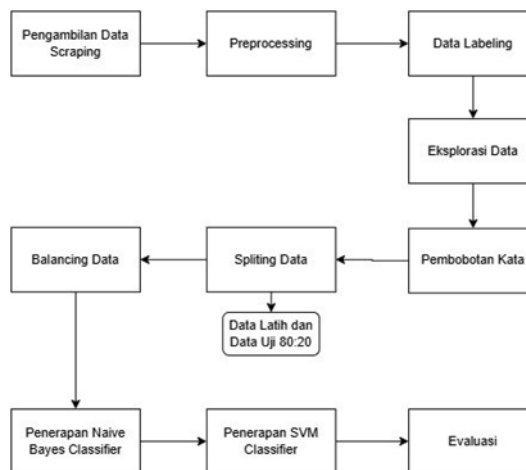 Pengambilan Data
Scraping
Preprocessing
Data Labeling
Eksplorasi Data
Pembobotan Kata
Spliting Data
Balancing Data
Data Latih dan
Data Uji 80:20
Penerapan Naive
Bayes Classifier
Penerapan SVM
Classifier
Evaluasi